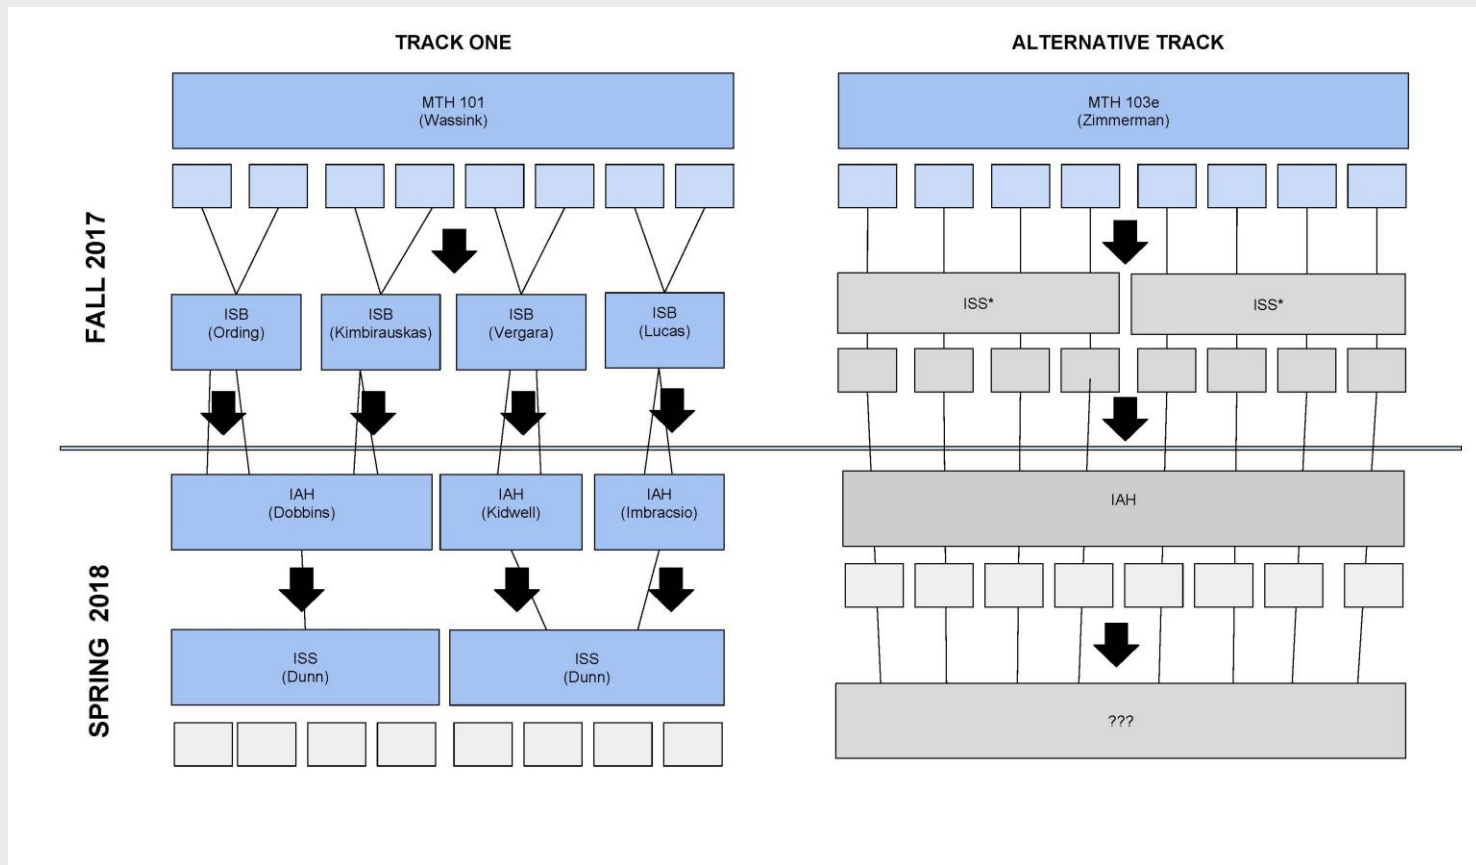 TRACK ONE
ALTERNATIVE TRACK
FALL 2017
MTH 101
(Wassink)
MTH 103e
(Zimmerman)
ISB
(Ording)
ISB
(Kimbirauskas)
ISB
(Vergara)
ISB
(Lucas)
ISS*
ISS*
SPRING 2018
IAH
(Dobbins)
IAH
(Kidwell)
IAH
(Imbracsio)
IAH
ISS
(Dunn)
ISS
(Dunn)
???